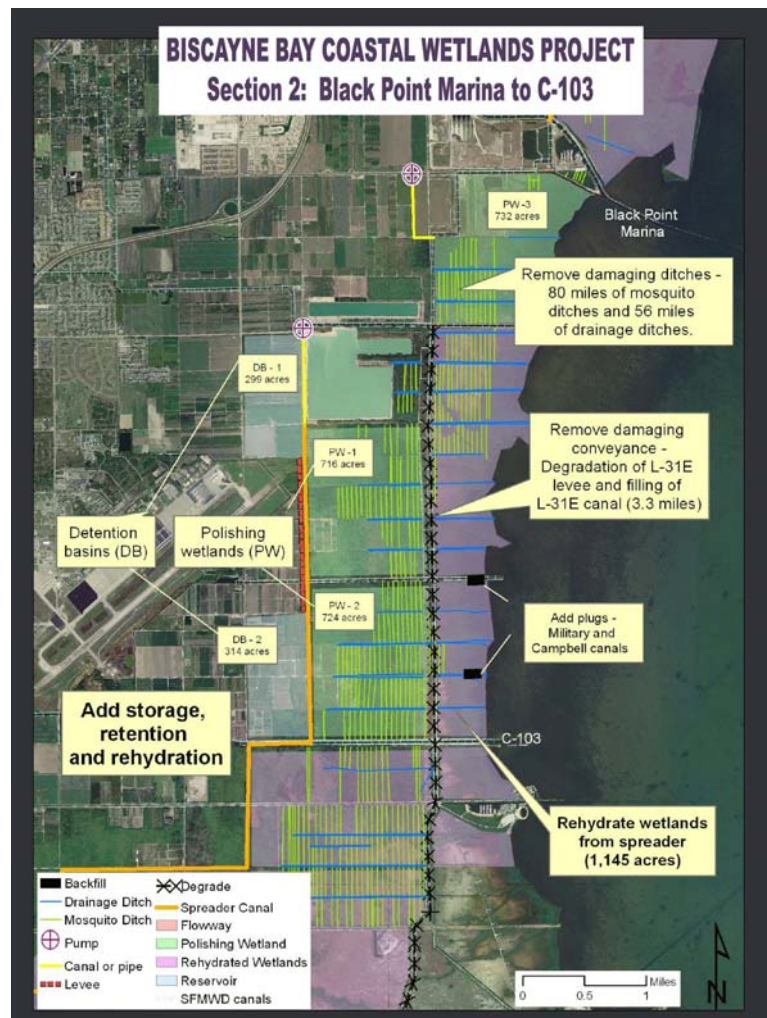 BISCAYNE BAY COASTAL WETLANDS PROJECT
Section 2: Black Point Marina to C-103
PW -3
732 acres
Black Point
Marina
Remove damaging ditches -
80 miles of mosquito
ditches and 56 miles
of drainage ditches.
DB - 1
299 acres
PW -1
716 acres
Remove damaging
conveyance -
Degradation of L-31E
levee and filling of
L-31E canal (3.3 miles)
Detention
basins (DB)
Polishing
wetlands (PW)
PW - 2
724 acres
DB - 2
314 acres
Add plugs -
Military and
Campbell canals
Add storage,
retention
and rehydration
C-103
Rehydrate wetlands
from spreader
(1,145 acres)
Backfill
Drainage Ditch
Mosquito Ditch
Pump
Canal or pipe
Levee
Degrade
Spreader Canal
Flowway
Polishing Wetland
Rehydrated Wetlands
Reservoir
SFMWD canals
Miles
0 0.5 1
N